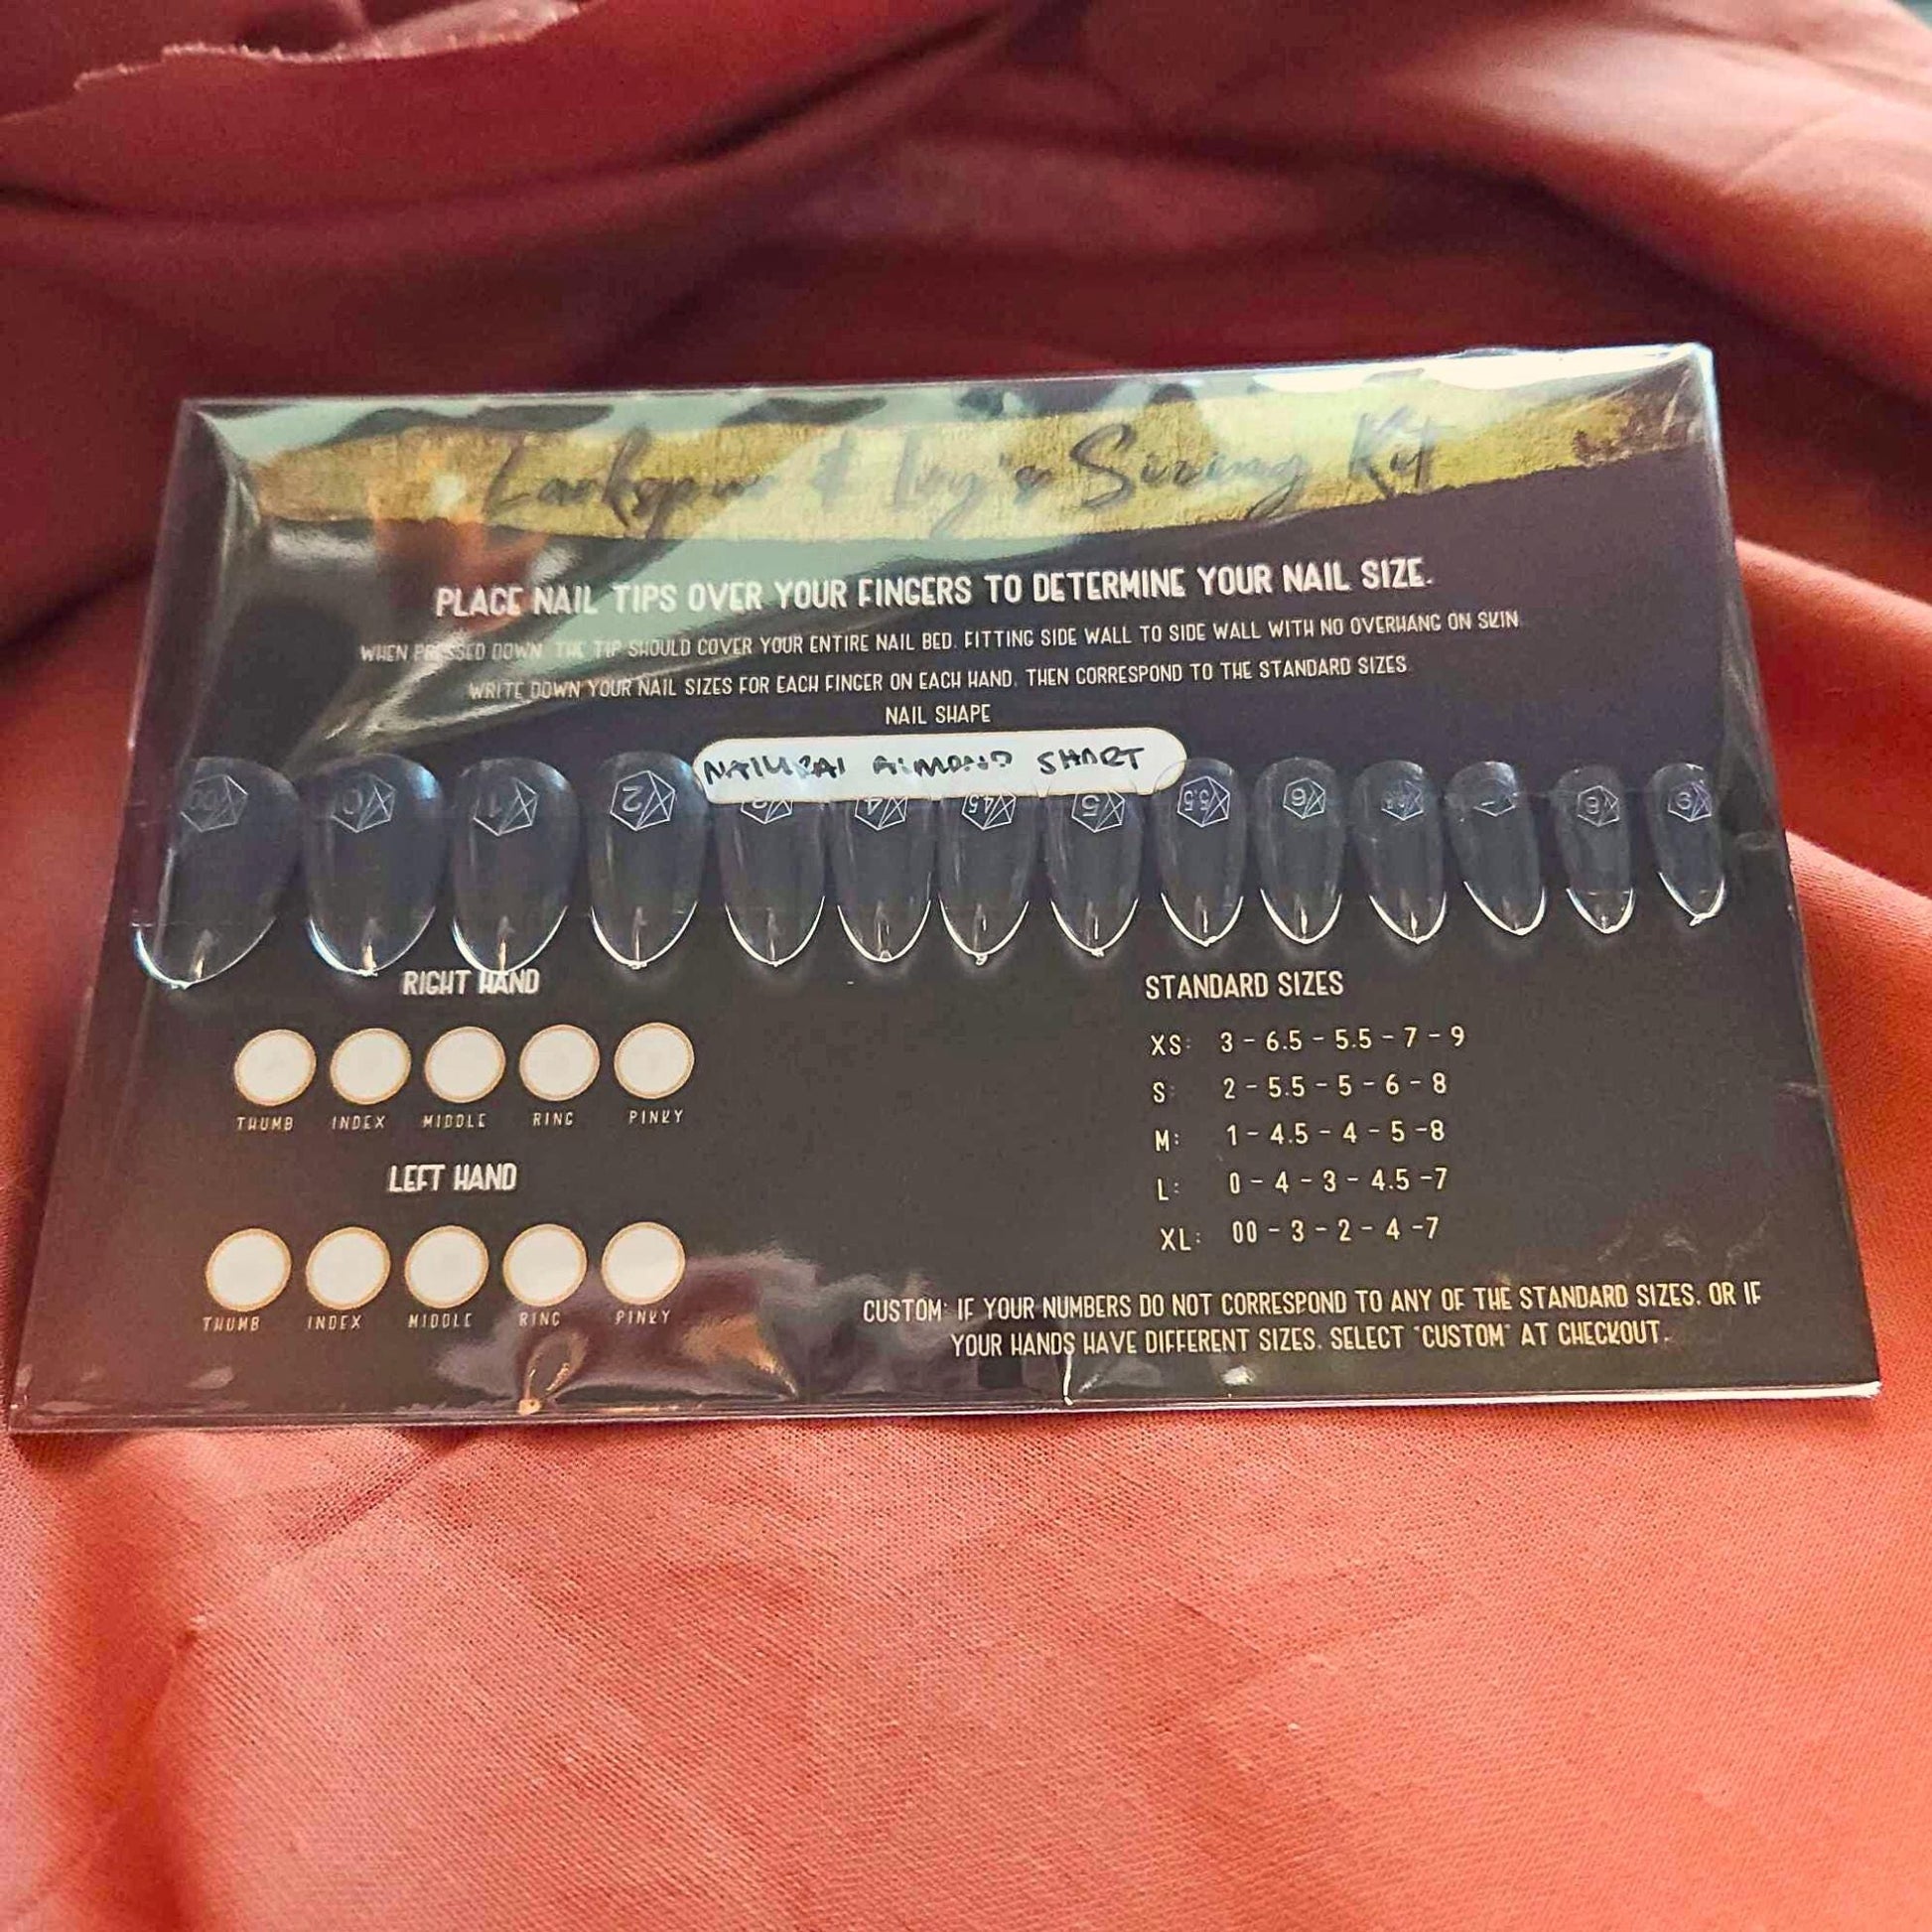 Larkspur & Ivy's Sizing Kit
PLACE NAIL TIPS OVER YOUR FINGERS TO DETERMINE YOUR NAIL SIZE.
WHEN PRESSED DOWN, THE TIP SHOULD COVER YOUR ENTIRE NAIL BED, FITTING SIDE WALL TO SIDE WALL WITH NO OVERHANG ON SKIN.
WRITE DOWN YOUR NAIL SIZES FOR EACH FINGER ON EACH HAND, THEN CORRESPOND TO THE STANDARD SIZES
NAIL SHAPE
NATURAL ALMOND SHORT
00 0 1 2 3 4 4.5 5 5.5 6 6.5 7 8 9
RIGHT HAND
THUMB INDEX MIDDLE RING PINKY
LEFT HAND
THUMB INDEX MIDDLE RING PINKY
STANDARD SIZES
XS: 3 - 6.5 - 5.5 - 7 - 9
S: 2 - 5.5 - 5 - 6 - 8
M: 1 - 4.5 - 4 - 5 -8
L: 0 - 4 - 3 - 4.5 -7
XL: 00 - 3 - 2 - 4 -7
CUSTOM: IF YOUR NUMBERS DO NOT CORRESPOND TO ANY OF THE STANDARD SIZES, OR IF
YOUR HANDS HAVE DIFFERENT SIZES, SELECT "CUSTOM" AT CHECKOUT.